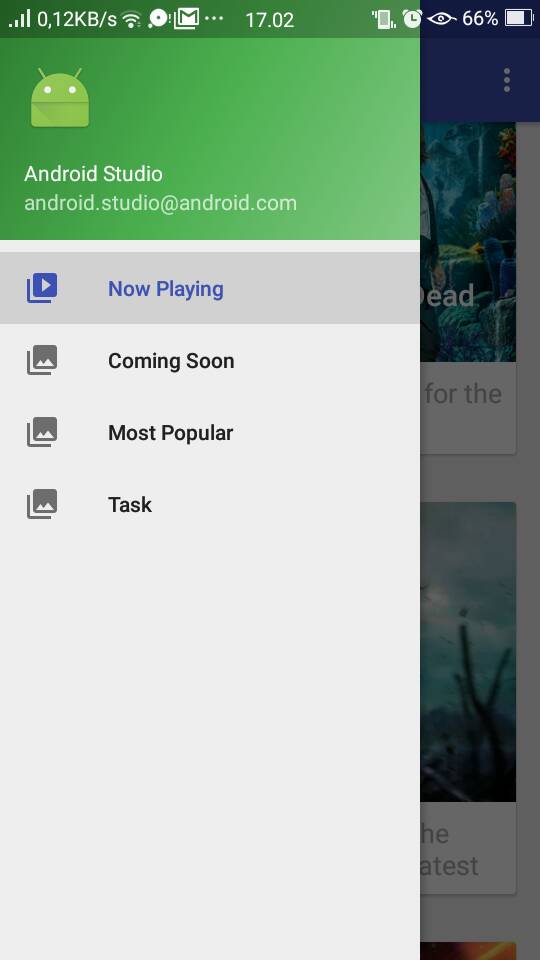 0,12KB/s 17.02 66%
Android Studio
android.studio@android.com
Now Playing
Dead
Coming Soon
for the
Most Popular
Task
he
atest